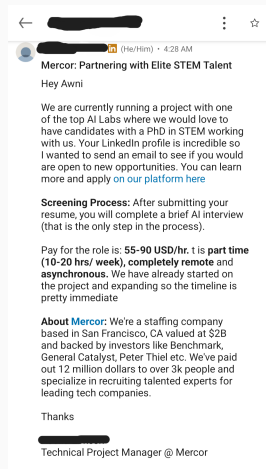 in (He/Him) • 4:28 AM
Mercor: Partnering with Elite STEM Talent
Hey Awni
We are currently running a project with one
of the top AI Labs where we would love to
have candidates with a PhD in STEM working
with us. Your LinkedIn profile is incredible so
I wanted to send an email to see if you would
are open to new opportunities. You can learn
more and apply on our platform here
Screening Process: After submitting your
resume, you will complete a brief AI interview
(that is the only step in the process).
Pay for the role is: 55-90 USD/hr. t is part time
(10-20 hrs/ week), completely remote and
asynchronous. We have already started on
the project and expanding so the timeline is
pretty immediate
About Mercor: We're a staffing company
based in San Francisco, CA valued at $2B
and backed by investors like Benchmark,
General Catalyst, Peter Thiel etc. We've paid
out 12 million dollars to over 3k people and
specialize in recruiting talented experts for
leading tech companies.
Thanks
Technical Project Manager @ Mercor